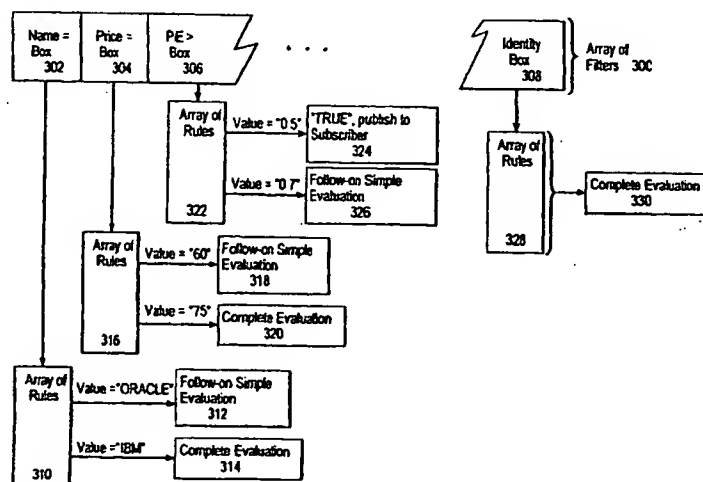 Name =
Box
302
Price =
Box
304
PE >
Box
306
. . .
Identity
Box
308
Array of
Filters 300
Array of
Rules
322
Value = "0 5"
"TRUE", publish to
Subscriber
324
Value = "0 7"
Follow-on Simple
Evaluation
326
Array of
Rules
328
Complete Evaluation
330
Array of
Rules
316
Value = "60"
Follow-on Simple
Evaluation
318
Value = "75"
Complete Evaluation
320
Array of
Rules
310
Value ="ORACLE"
Follow-on Simple
Evaluation
312
Value ="IBM"
Complete Evaluation
314